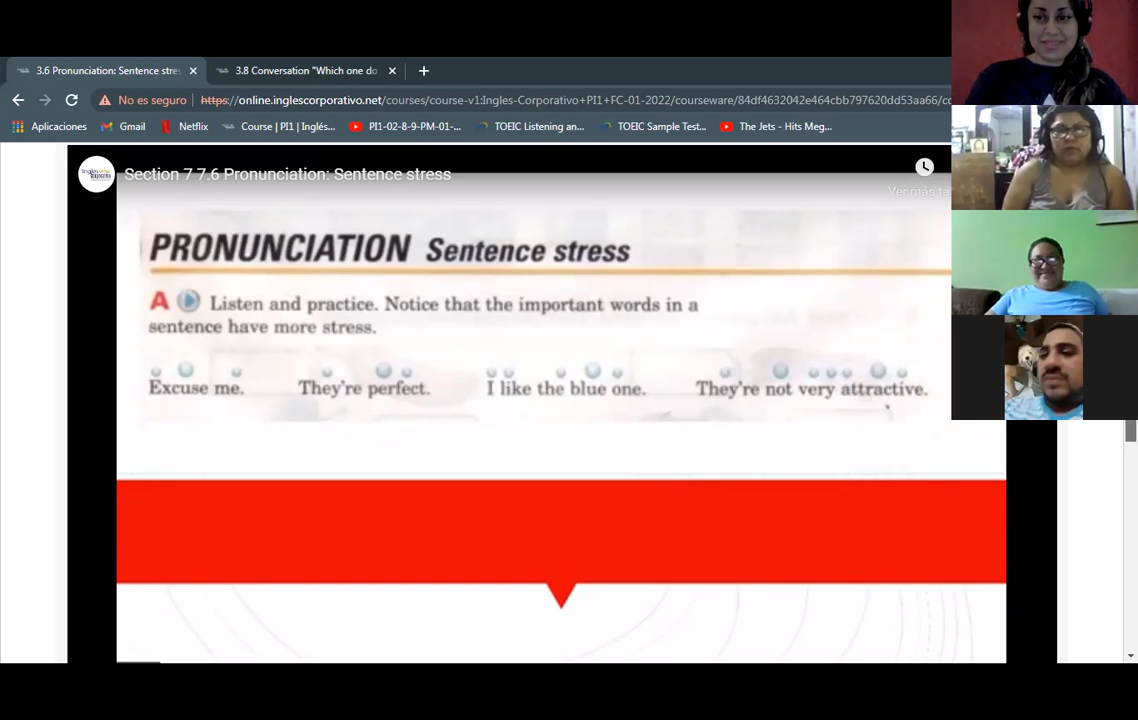 3.6 Pronunciation: Sentence stres
3.8 Conversation "Which one do
No es seguro
https://online.inglescorporativo.net/courses/course-v1:Ingles-Corporativo+PI1+FC-01-2022/courseware/84df4632042e464cbb797620dd53aa66/cc
Aplicaciones
Gmail
Netflix
Course | PI1 | Inglés...
PI1-02-8-9-PM-01-...
TOEIC Listening an...
TOEIC Sample Test...
The Jets - Hits Meg...
Section 7 7.6 Pronunciation: Sentence stress
Ver más
PRONUNCIATION Sentence stress
A Listen and practice. Notice that the important words in a
sentence have more stress.
Excuse me. They're perfect. I like the blue one. They're not very attractive.